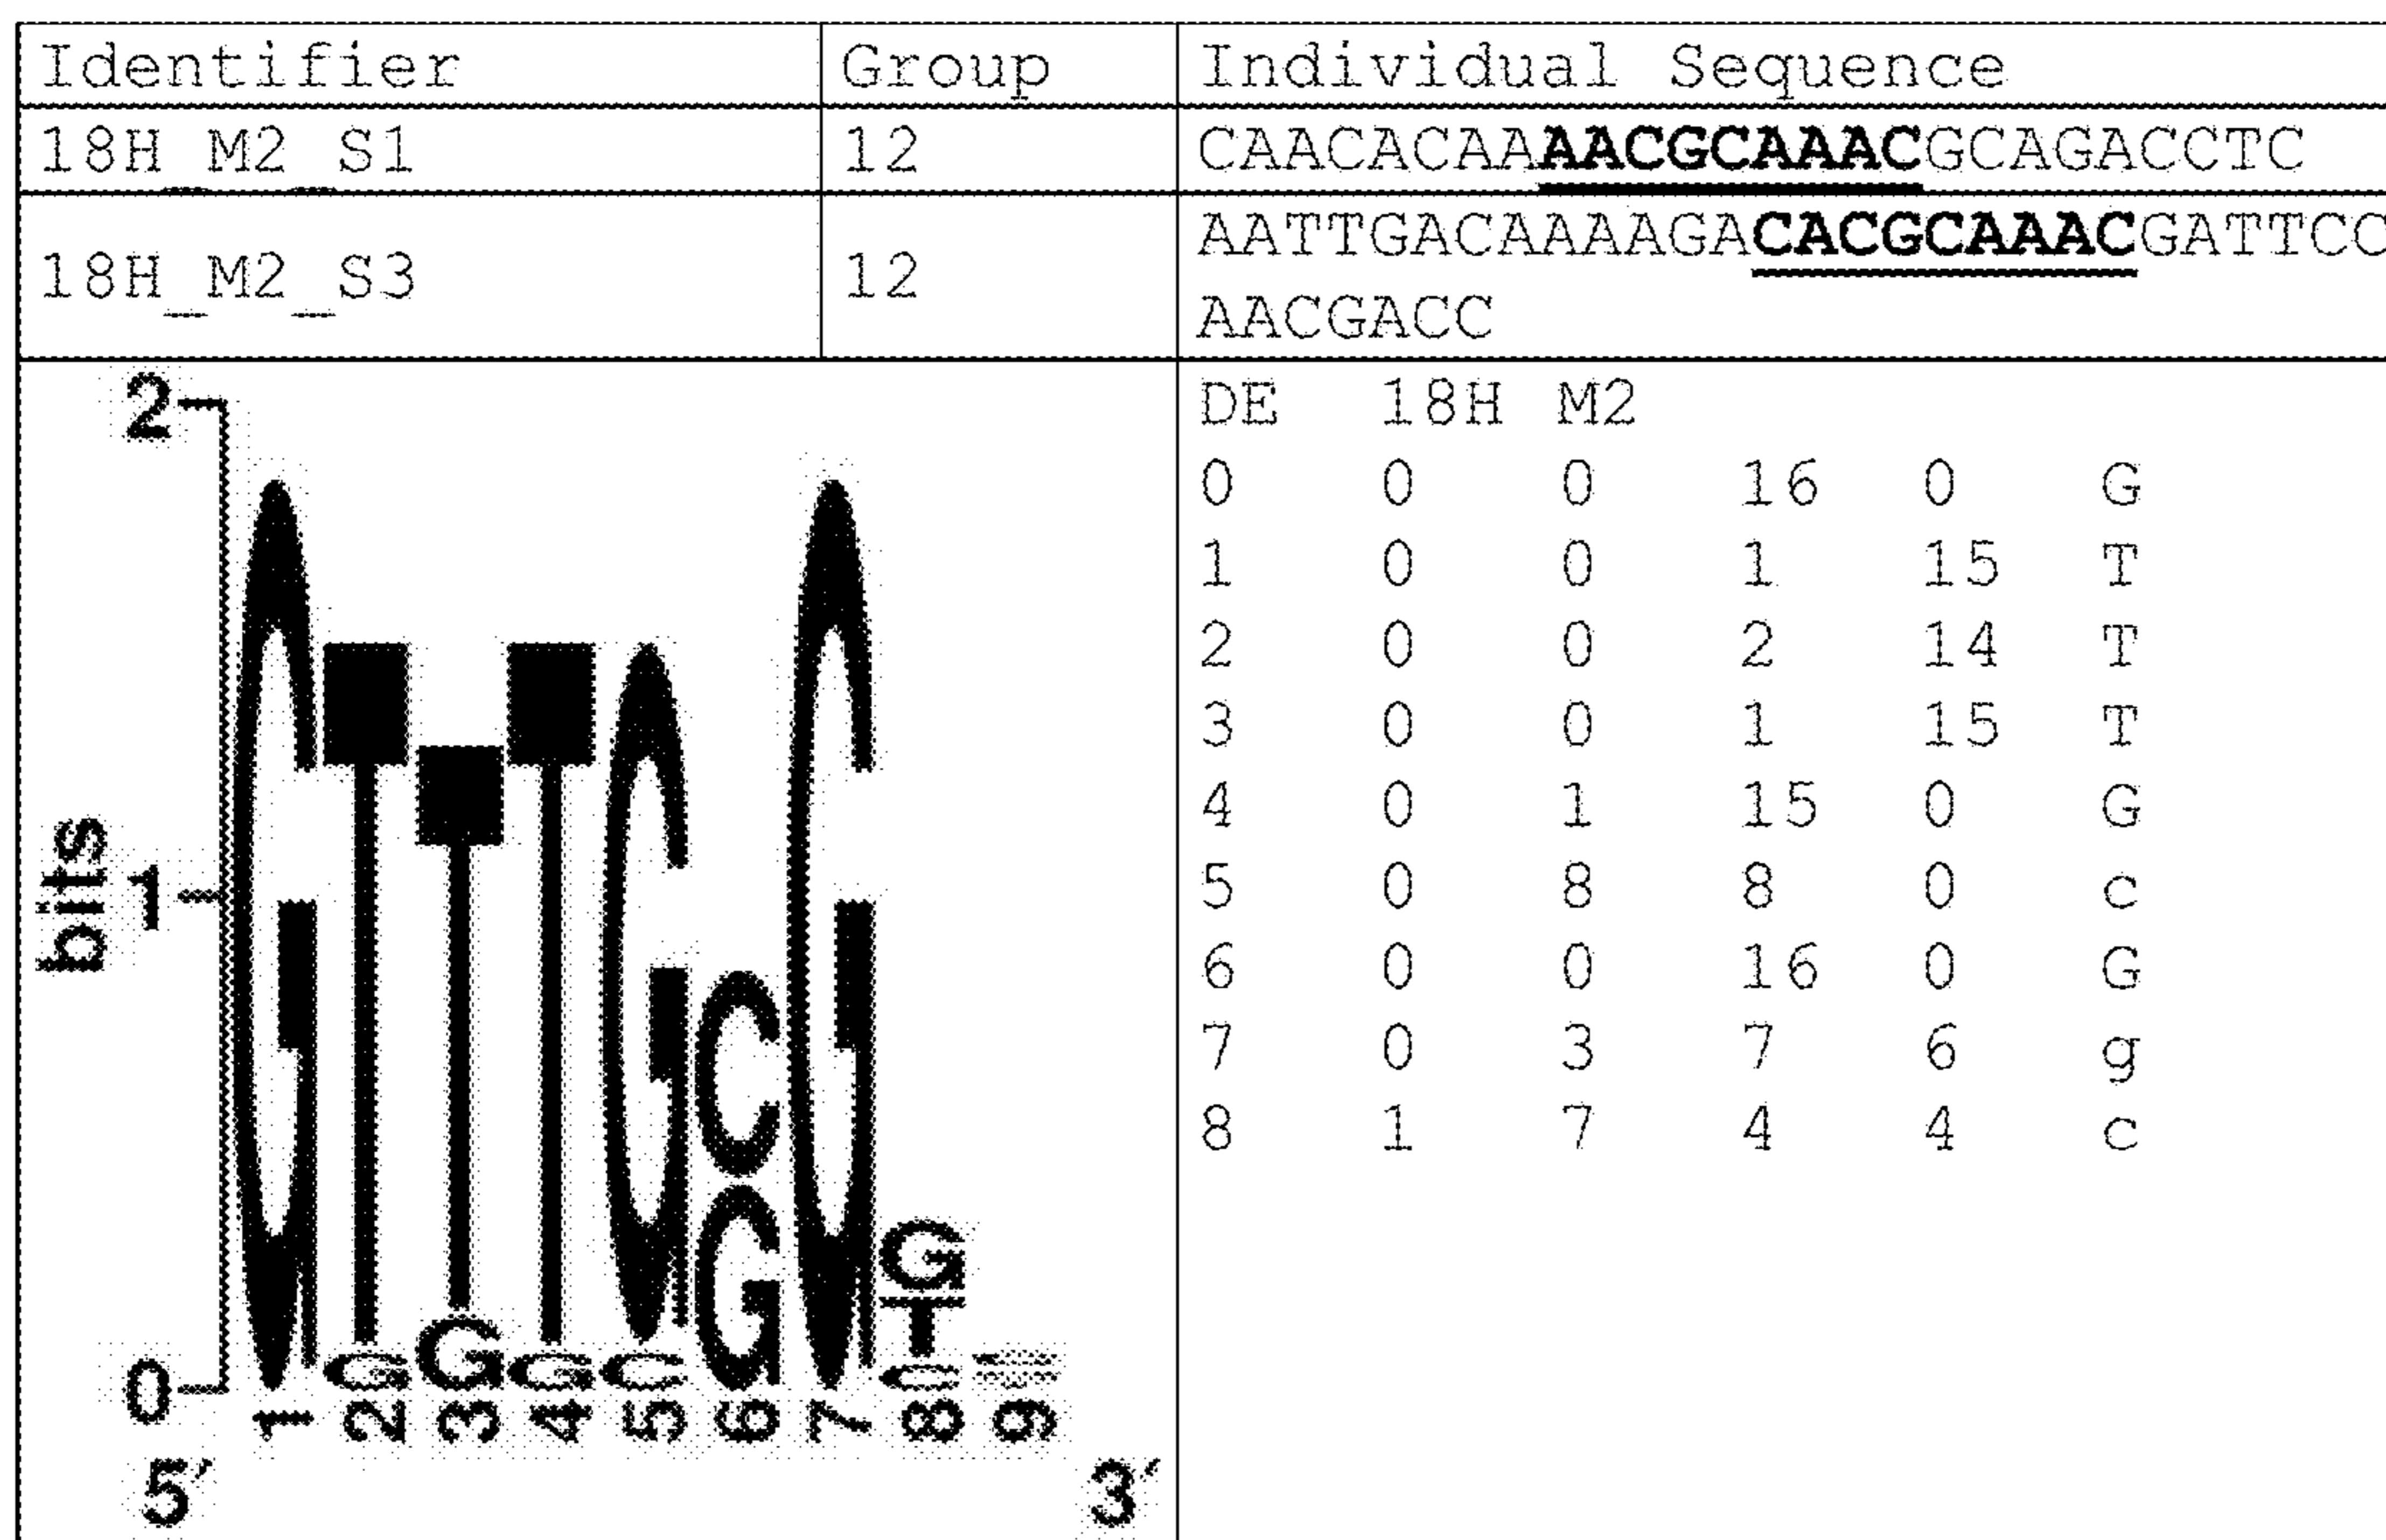 Identifier Group Individual Sequence
18H_M2_S1 12 CAACACAAAACGCAAACGCAGACCTC
18H_M2_S3 12 AATTGACAAAAGACACGCAAACGATTCC
AACGACC
DE 18H M2
0 0 0 16 0 G
1 0 0 1 15 T
2 0 0 2 14 T
3 0 0 1 15 T
4 0 1 15 0 G
5 0 8 8 0 c
6 0 0 16 0 G
7 0 3 7 6 g
8 1 7 4 4 c
2
bits
1
0
G T T T G C G G
G G G C G T C
1 2 3 4 5 6 7 8 9
5′ 3′